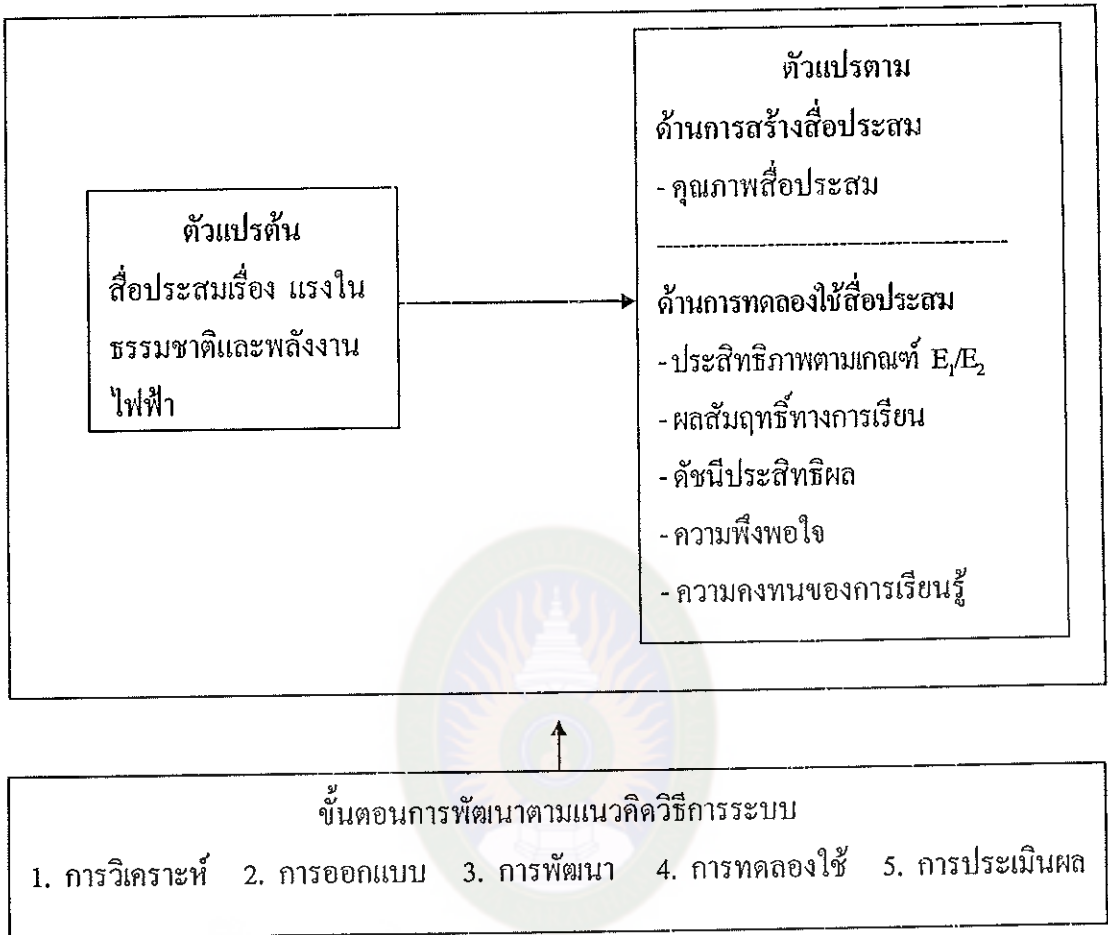 ตัวแปรต้น
สื่อประสมเรื่อง แรงใน
ธรรมชาติและพลังงาน
ไฟฟ้า
ตัวแปรตาม
ด้านการสร้างสื่อประสม
- คุณภาพสื่อประสม
ด้านการทดลองใช้สื่อประสม
- ประสิทธิภาพตามเกณฑ์ E₁/E₂
- ผลสัมฤทธิ์ทางการเรียน
- ดัชนีประสิทธิผล
- ความพึงพอใจ
- ความคงทนของการเรียนรู้
ขั้นตอนการพัฒนาตามแนวคิดวิธีการระบบ
1. การวิเคราะห์ 2. การออกแบบ 3. การพัฒนา 4. การทดลองใช้ 5. การประเมินผล